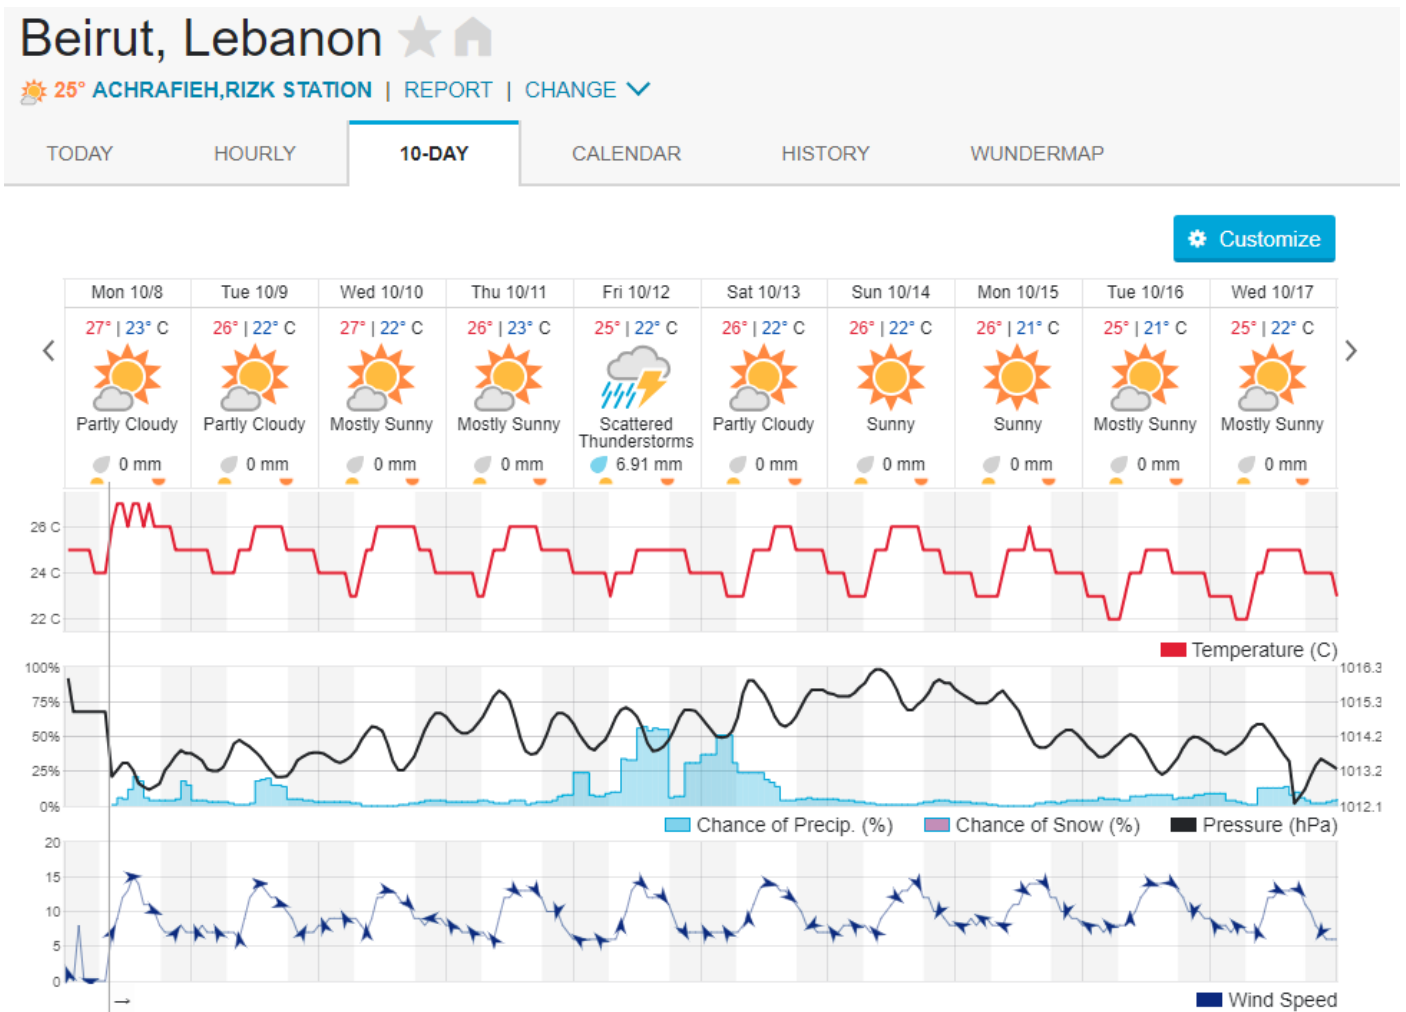 Beirut, Lebanon
25° ACHRAFIEH,RIZK STATION | REPORT | CHANGE
TODAY HOURLY 10-DAY CALENDAR HISTORY WUNDERMAP
Customize
Mon 10/8 Tue 10/9 Wed 10/10 Thu 10/11 Fri 10/12 Sat 10/13 Sun 10/14 Mon 10/15 Tue 10/16 Wed 10/17
27° | 23° C 26° | 22° C 27° | 22° C 26° | 23° C 25° | 22° C 26° | 22° C 26° | 22° C 26° | 21° C 25° | 21° C 25° | 22° C
Partly Cloudy Partly Cloudy Mostly Sunny Mostly Sunny Scattered Partly Cloudy Sunny Sunny Mostly Sunny Mostly Sunny
Thunderstorms
0 mm 0 mm 0 mm 0 mm 6.91 mm 0 mm 0 mm 0 mm 0 mm 0 mm
26 C
24 C
22 C
Temperature (C)
100% 1016.3
75% 1015.3
50% 1014.2
25% 1013.2
0% 1012.1
Chance of Precip. (%) Chance of Snow (%) Pressure (hPa)
20
15
10
5
0
Wind Speed